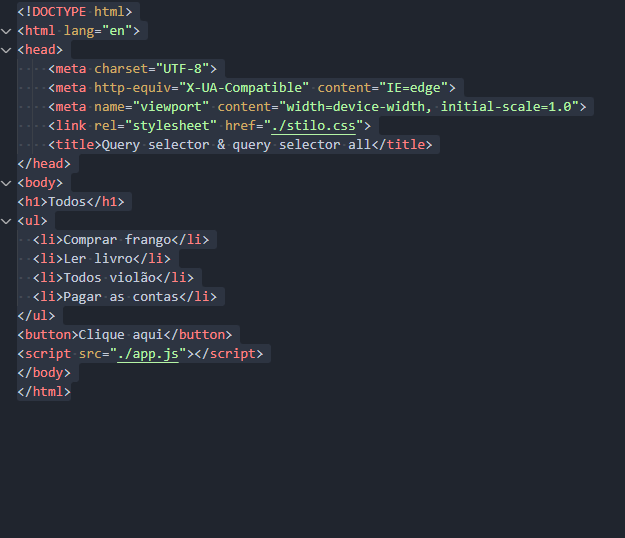 <!DOCTYPE html>
<html lang="en">
<head>
    <meta charset="UTF-8">
    <meta http-equiv="X-UA-Compatible" content="IE=edge">
    <meta name="viewport" content="width=device-width, initial-scale=1.0">
    <link rel="stylesheet" href="./stilo.css">
    <title>Query selector & query selector all</title>
</head>
<body>
<h1>Todos</h1>
<ul>
  <li>Comprar frango</li>
  <li>Ler livro</li>
  <li>Todos violão</li>
  <li>Pagar as contas</li>
</ul>
<button>Clique aqui</button>
<script src="./app.js"></script>
</body>
</html>